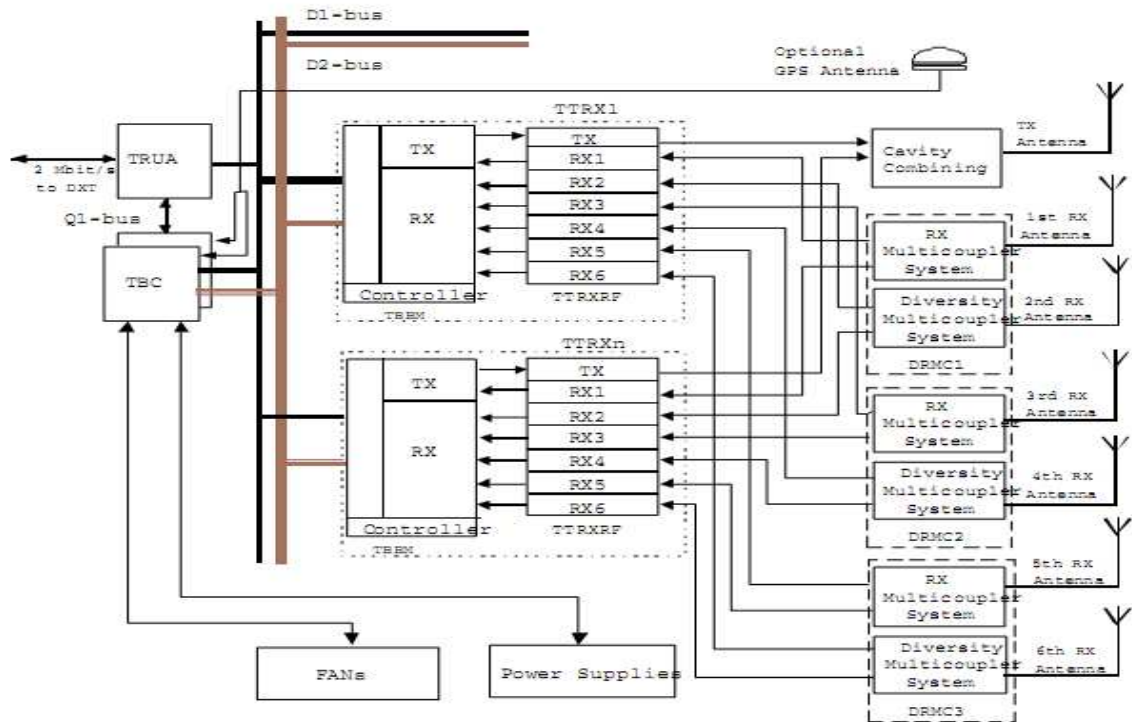 D1-bus
D2-bus
Optional
GPS Antenna
TTRX1
TRUA
2 Mbit/s
to DXT
Q1-bus
TBC
TX
RX
Controller
TBBM
TX
RX1
RX2
RX3
RX4
RX5
RX6
TTRXRF
Cavity
Combining
TX
Antenna
RX
Multicoupler
System
1st RX
Antenna
Diversity
Multicoupler
System
2nd RX
Antenna
DRMC1
TTRXn
TX
RX
Controller
TBBM
TX
RX1
RX2
RX3
RX4
RX5
RX6
TTRXRF
RX
Multicoupler
System
3rd RX
Antenna
Diversity
Multicoupler
System
4th RX
Antenna
DRMC2
RX
Multicoupler
System
5th RX
Antenna
Diversity
Multicoupler
System
6th RX
Antenna
DRMC3
FANs
Power Supplies